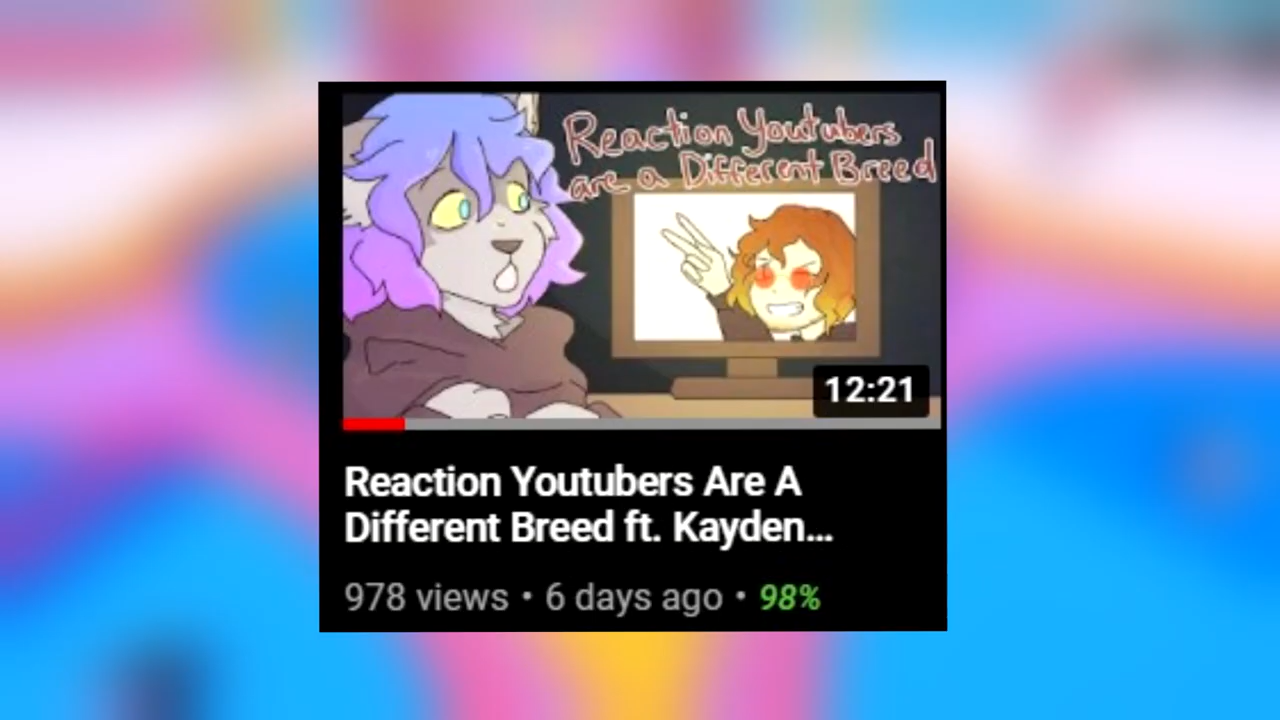 Reaction Youtubers
are a Different Breed
12:21
Reaction Youtubers Are A
Different Breed ft. Kayden...
978 views • 6 days ago • 98%